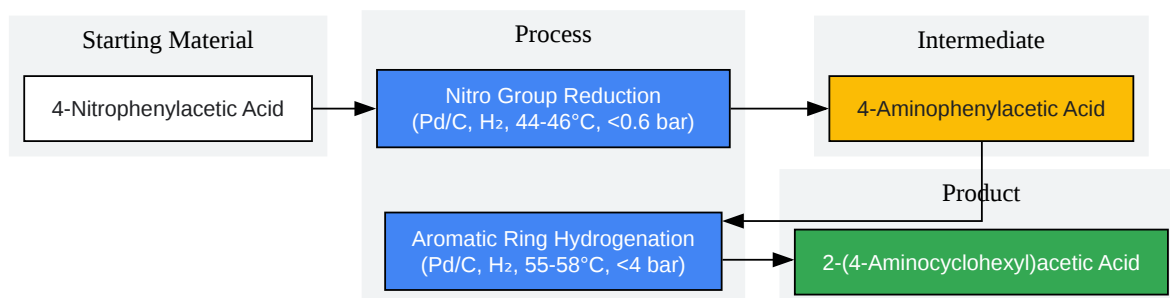 Starting Material
4-Nitrophenylacetic Acid
Process
Nitro Group Reduction
(Pd/C, H₂, 44-46°C, <0.6 bar)
Intermediate
4-Aminophenylacetic Acid
Aromatic Ring Hydrogenation
(Pd/C, H₂, 55-58°C, <4 bar)
Product
2-(4-Aminocyclohexyl)acetic Acid